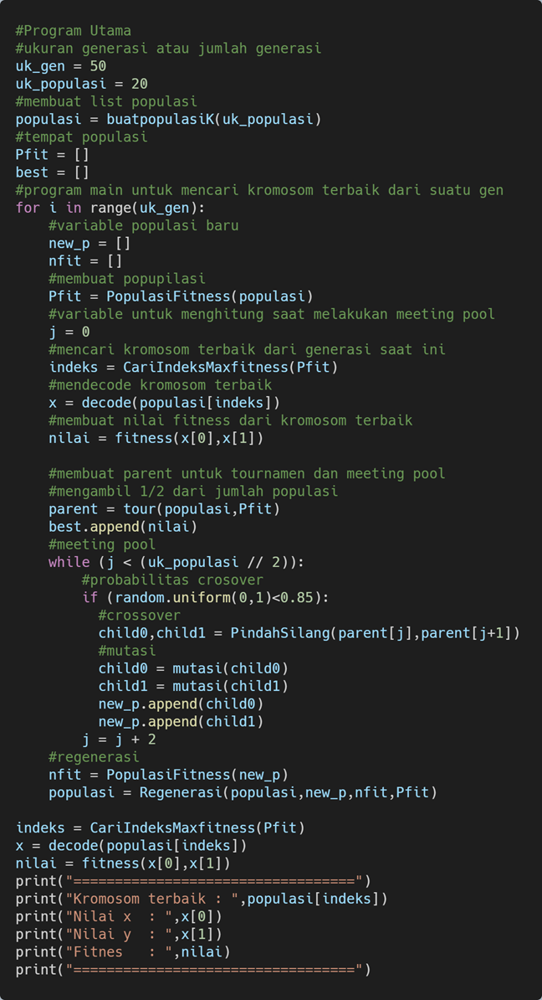 #Program Utama
#ukuran generasi atau jumlah generasi
uk_gen = 50
uk_populasi = 20
#membuat list populasi
populasi = buatpopulasiK(uk_populasi)
#tempat populasi
Pfit = []
best = []
#program main untuk mencari kromosom terbaik dari suatu gen
for i in range(uk_gen):
    #variable populasi baru
    new_p = []
    nfit = []
    #membuat popupilasi
    Pfit = PopulasiFitness(populasi)
    #variable untuk menghitung saat melakukan meeting pool
    j = 0
    #mencari kromosom terbaik dari generasi saat ini
    indeks = CariIndeksMaxfitness(Pfit)
    #mendecode kromosom terbaik
    x = decode(populasi[indeks])
    #membuat nilai fitness dari kromosom terbaik
    nilai = fitness(x[0],x[1])

    #membuat parent untuk tournamen dan meeting pool
    #mengambil 1/2 dari jumlah populasi
    parent = tour(populasi,Pfit)
    best.append(nilai)
    #meeting pool
    while (j < (uk_populasi // 2)):
        #probabilitas crosover
        if (random.uniform(0,1)<0.85):
          #crossover
          child0,child1 = PindahSilang(parent[j],parent[j+1])
          #mutasi
          child0 = mutasi(child0)
          child1 = mutasi(child1)
          new_p.append(child0)
          new_p.append(child1)
        j = j + 2
    #regenerasi
    nfit = PopulasiFitness(new_p)
    populasi = Regenerasi(populasi,new_p,nfit,Pfit)

indeks = CariIndeksMaxfitness(Pfit)
x = decode(populasi[indeks])
nilai = fitness(x[0],x[1])
print("==================================")
print("Kromosom terbaik : ",populasi[indeks])
print("Nilai x  : ",x[0])
print("Nilai y  : ",x[1])
print("Fitnes   : ",nilai)
print("==================================")